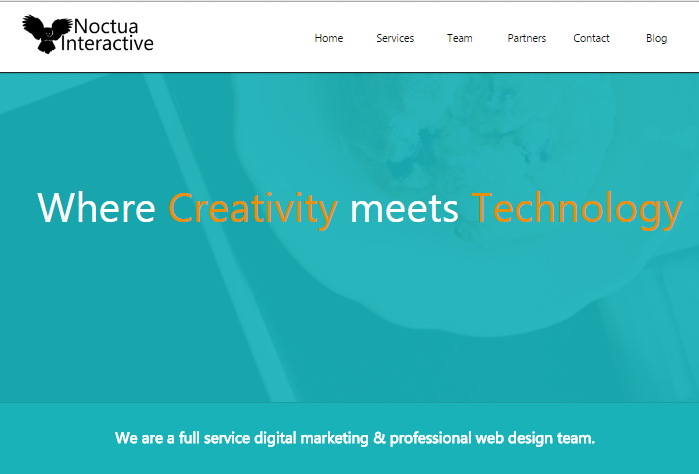 Noctua
Interactive
Home Services Team Partners Contact Blog
Where Creativity meets Technology
We are a full service digital marketing & professional web design team.